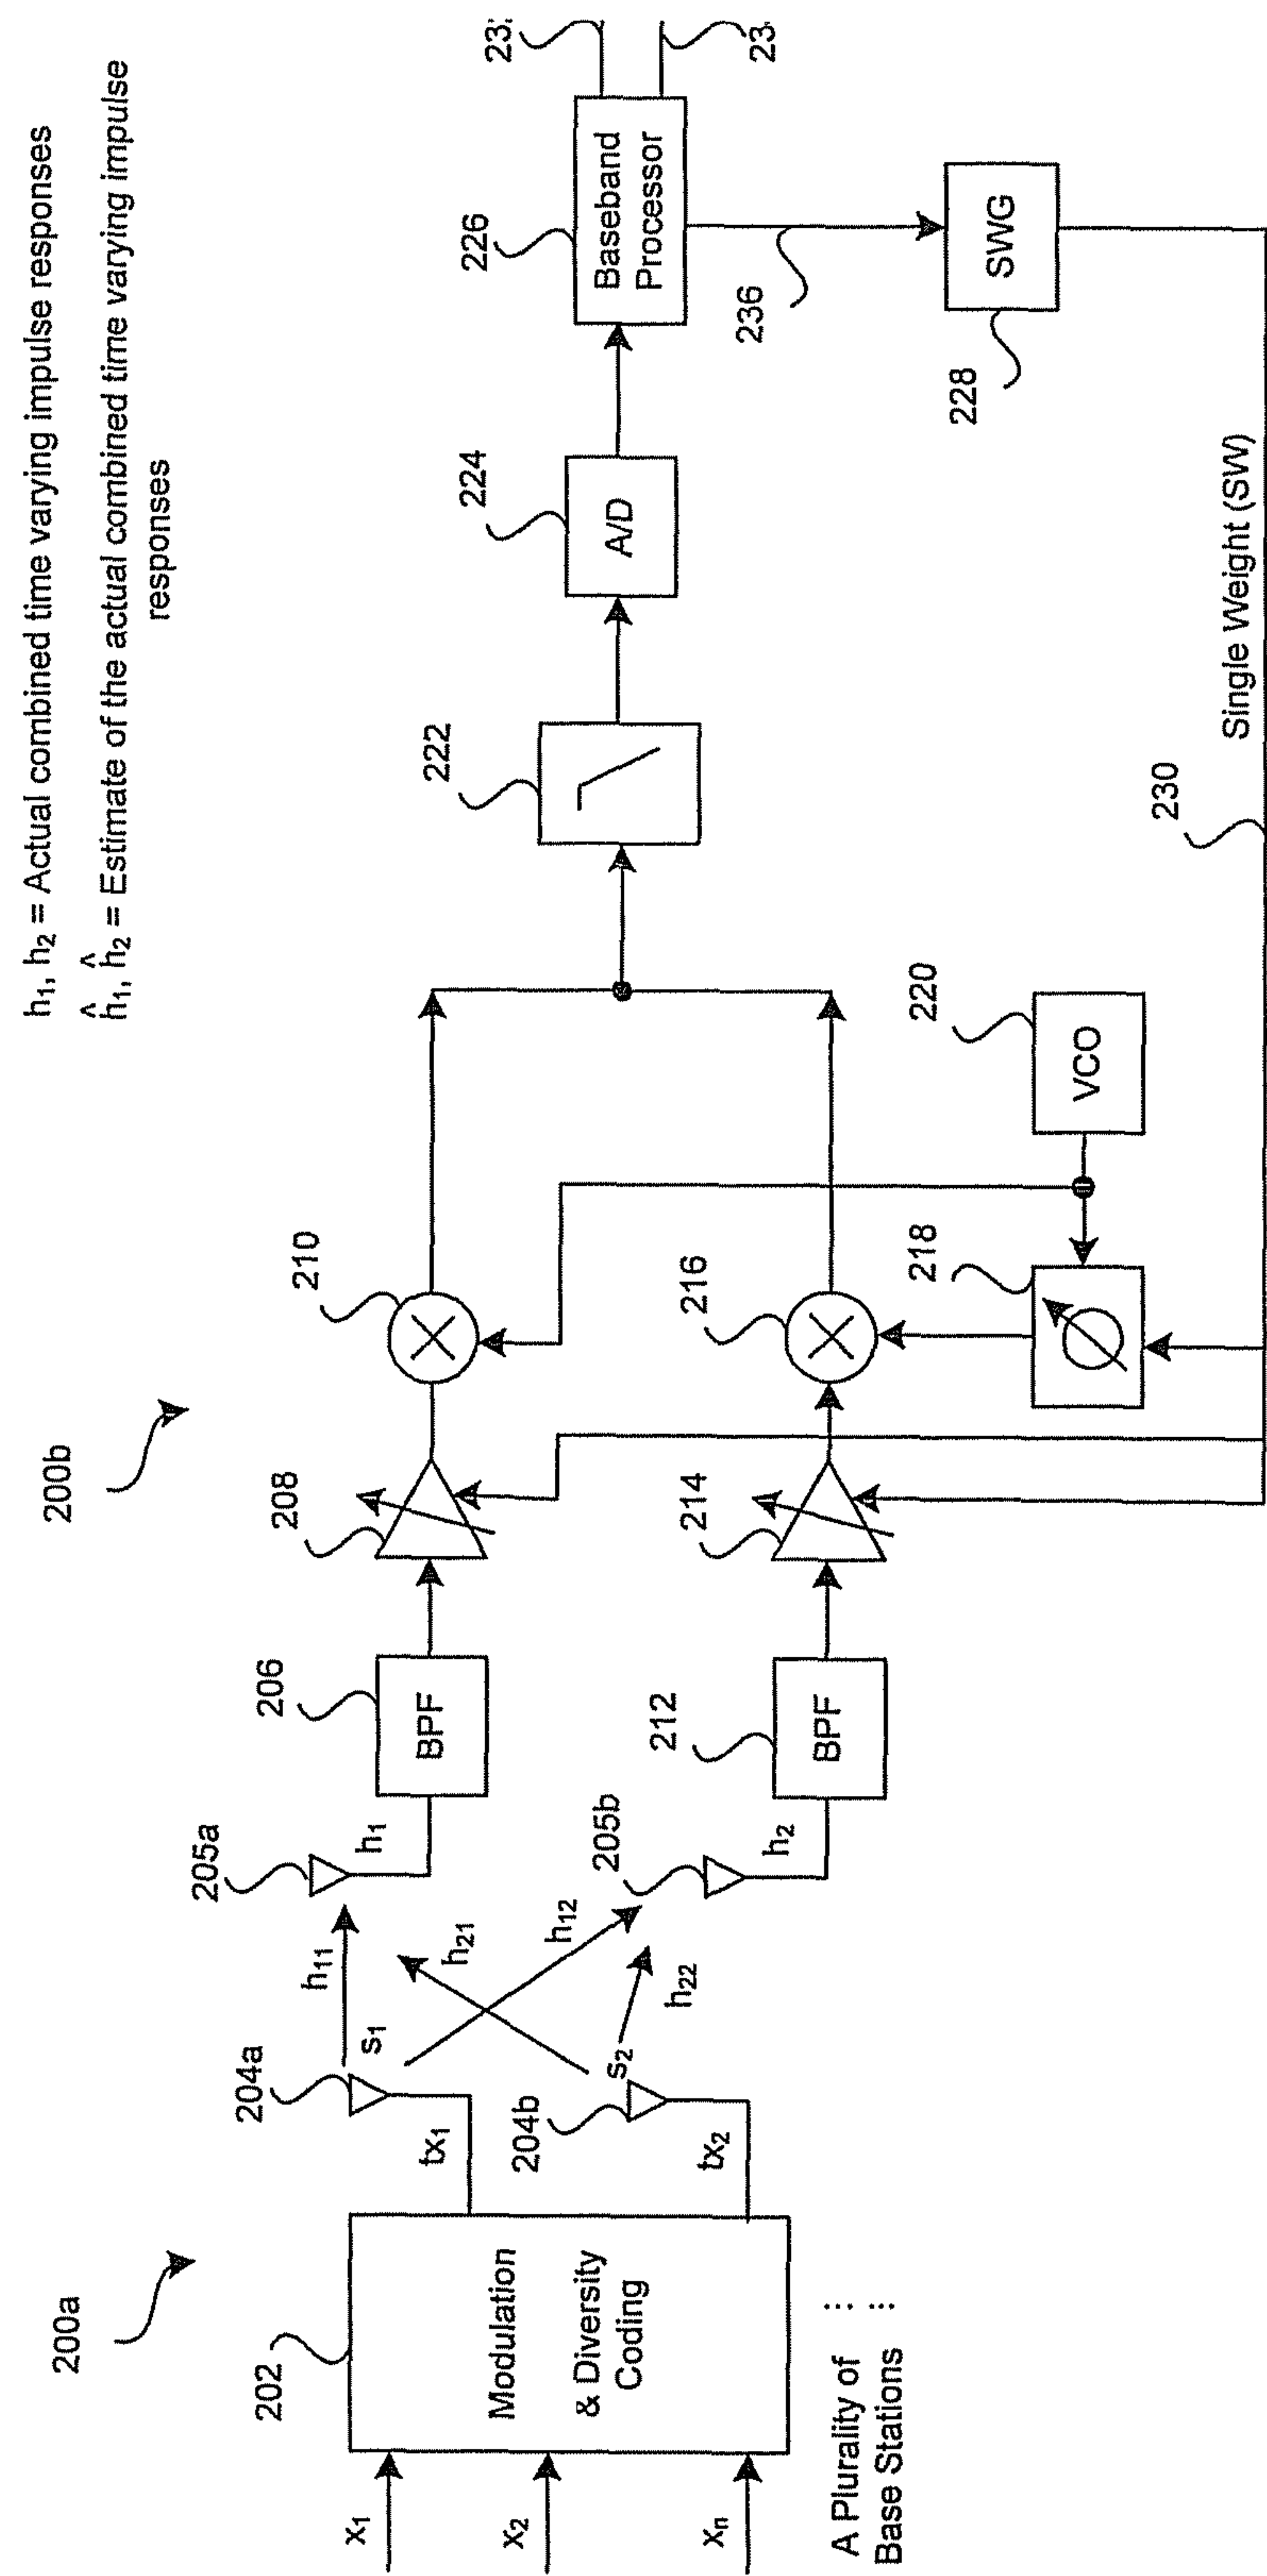 h₁, h₂ = Actual combined time varying impulse responses
ĥ₁, ĥ₂ = Estimate of the actual combined time varying impulse
responses
200a
200b
202
Modulation
& Diversity
Coding
x₁
x₂
xₙ
A Plurality of
Base Stations
tx₁
tx₂
204a
204b
s₁
s₂
h₁₁
h₂₁
h₁₂
h₂₂
205a
205b
h₁
h₂
206
BPF
212
BPF
208
214
210
216
218
220
VCO
222
224
A/D
226
Baseband
Processor
23
23
236
228
SWG
230
Single Weight (SW)